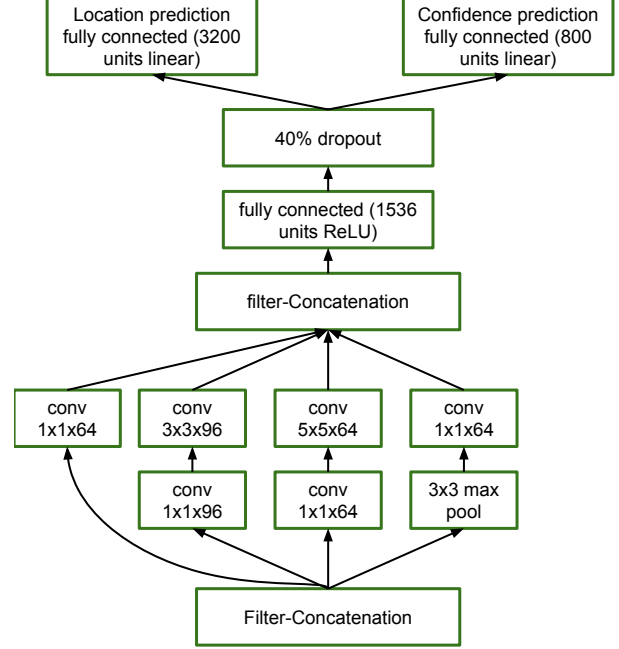 Location prediction
fully connected (3200
units linear)
Confidence prediction
fully connected (800
units linear)
40% dropout
fully connected (1536
units ReLU)
filter-Concatenation
conv
1x1x64
conv
3x3x96
conv
5x5x64
conv
1x1x64
conv
1x1x96
conv
1x1x64
3x3 max
pool
Filter-Concatenation